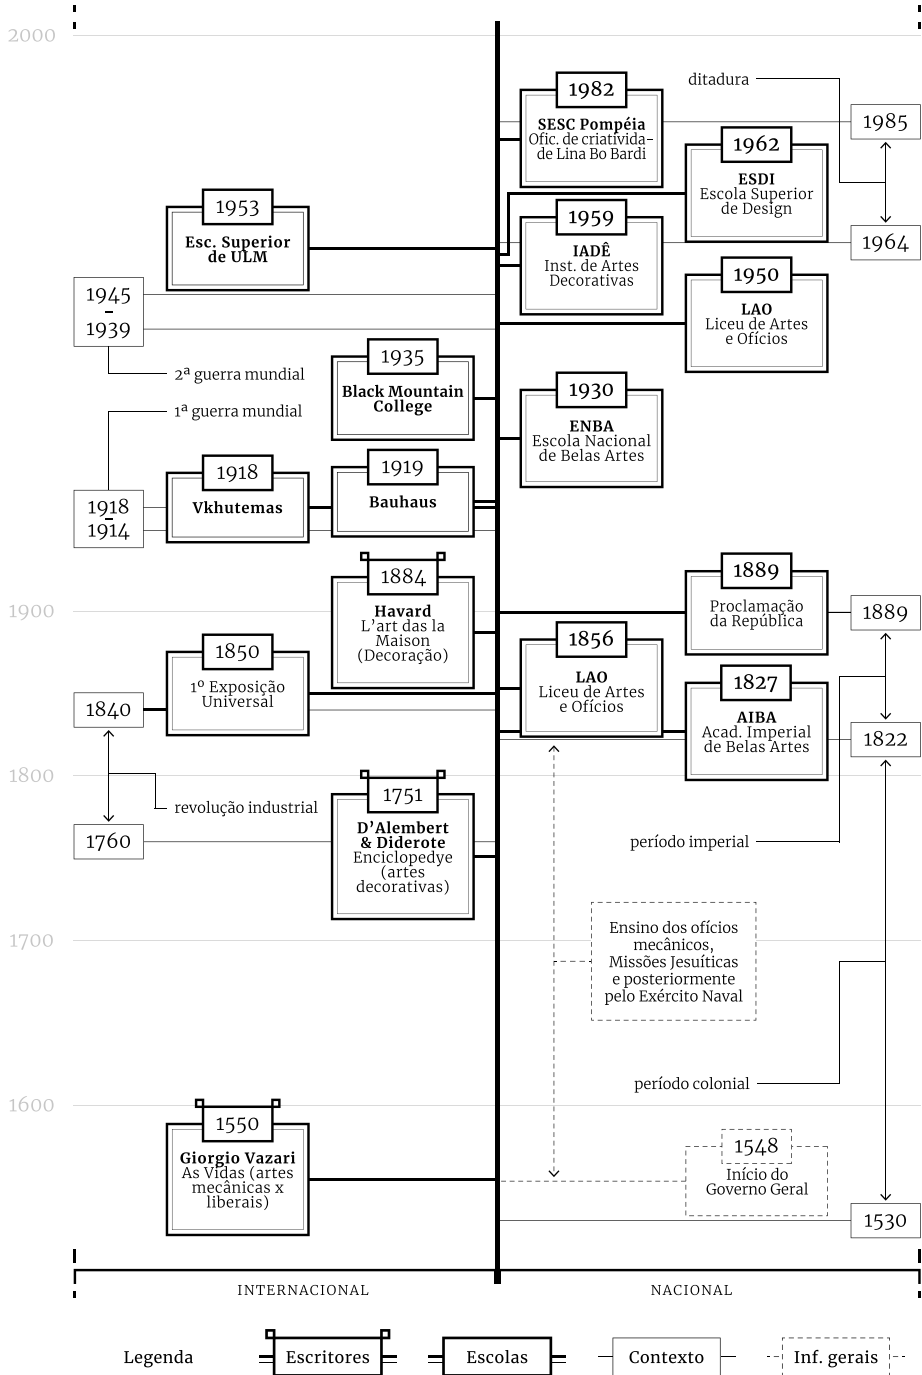 2000
1982
SESC Pompéia
Ofic. de criativida-
de Lina Bo Bardi
ditadura
1985
1962
ESDI
Escola Superior
de Design
1953
Esc. Superior
de ULM
1959
IADÊ
Inst. de Artes
Decorativas
1964
1945
–
1939
1950
LAO
Liceu de Artes
e Ofícios
2ª guerra mundial
1935
Black Mountain
College
1ª guerra mundial
1930
ENBA
Escola Nacional
de Belas Artes
1918
Vkhutemas
1919
Bauhaus
1918
–
1914
1884
Havard
L’art das la
Maison
(Decoração)
1889
Proclamação
da República
1889
1900
1850
1º Exposição
Universal
1856
LAO
Liceu de Artes
e Ofícios
1827
AIBA
Acad. Imperial
de Belas Artes
1840
1822
1800
revolução industrial
1751
D’Alembert
& Diderote
Enciclopedye
(artes
decorativas)
1760
período imperial
1700
Ensino dos ofícios
mecânicos,
Missões Jesuíticas
e posteriormente
pelo Exército Naval
período colonial
1600
1550
Giorgio Vazari
As Vidas (artes
mecânicas x
liberais)
1548
Início do
Governo Geral
1530
INTERNACIONAL
NACIONAL
Legenda
Escritores
Escolas
Contexto
Inf. gerais